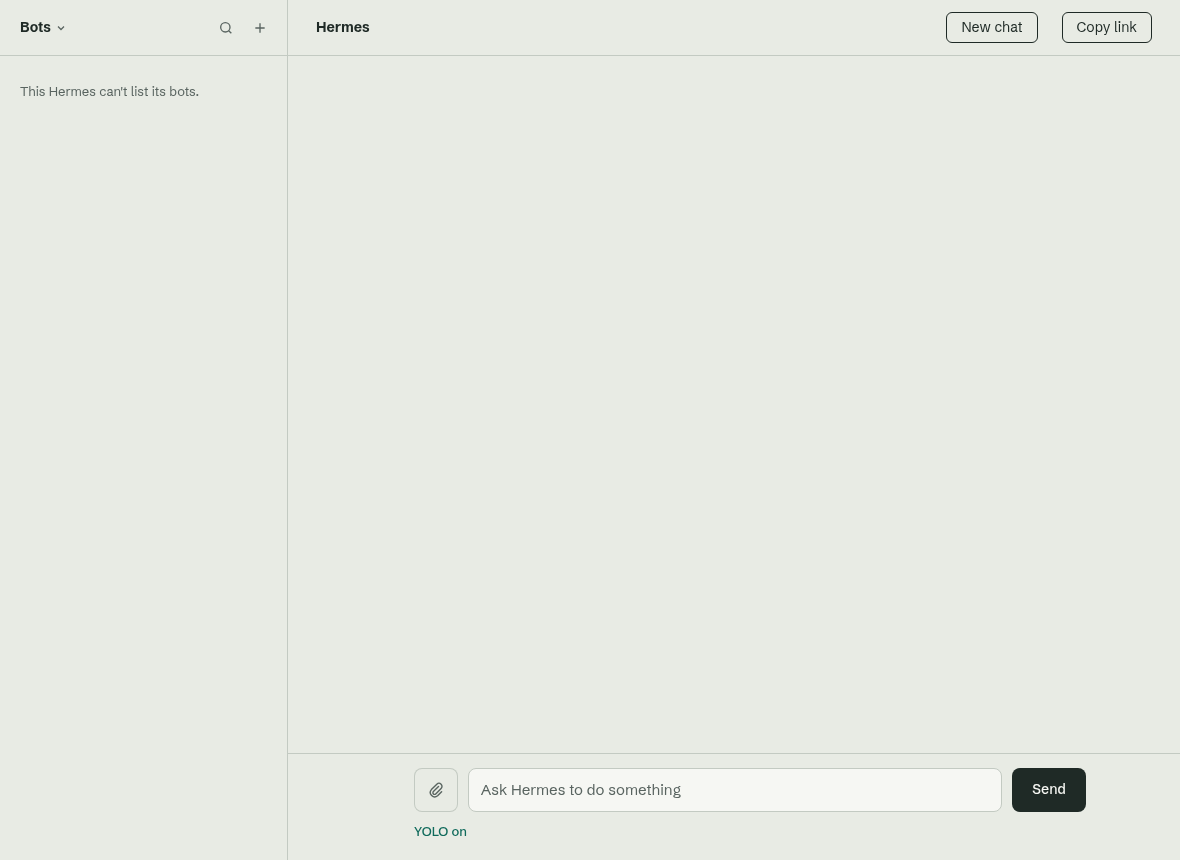 Bots
This Hermes can't list its bots.
Hermes
New chat
Copy link
Ask Hermes to do something
Send
YOLO on